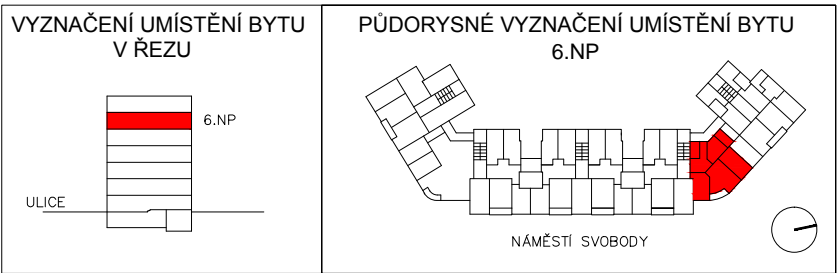 VYZNAČENÍ UMÍSTĚNÍ BYTU
V ŘEZU
6.NP
ULICE
PŮDORYSNÉ VYZNAČENÍ UMÍSTĚNÍ BYTU
6.NP
NÁMĚSTÍ SVOBODY